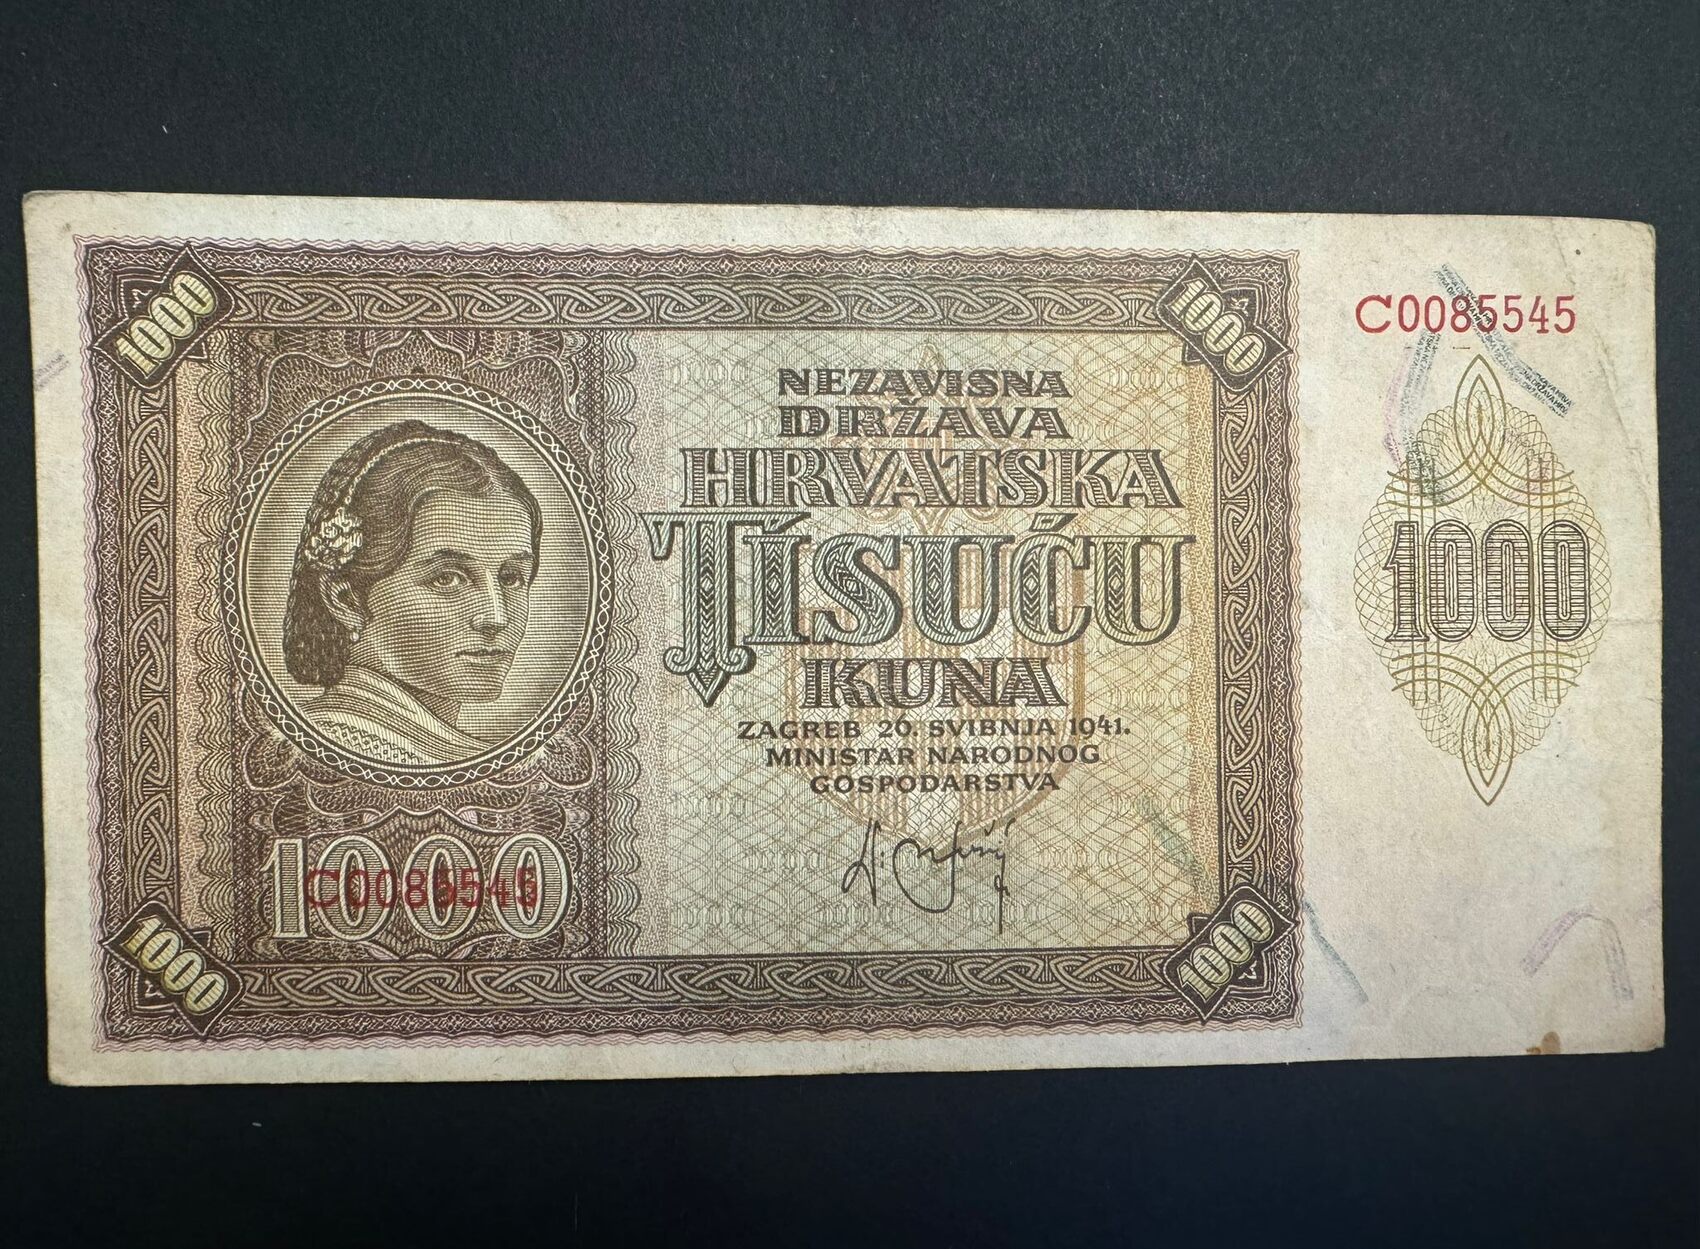 1000
1000
C0085545
NEZAVISNA
DRŽAVA
HRVATSKA
TISUĆU
KUNA
ZAGREB 26. SVIBNJA 1941.
MINISTAR NARODNOG
GOSPODARSTVA
1000
1000
C0085545
1000
1000